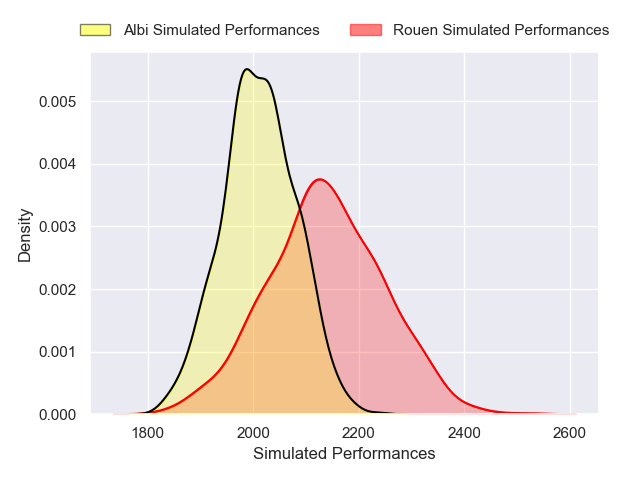 Albi Simulated Performances
Rouen Simulated Performances
Density
0.005
0.004
0.003
0.002
0.001
0.000
1800 2000 2200 2400 2600
Simulated Performances